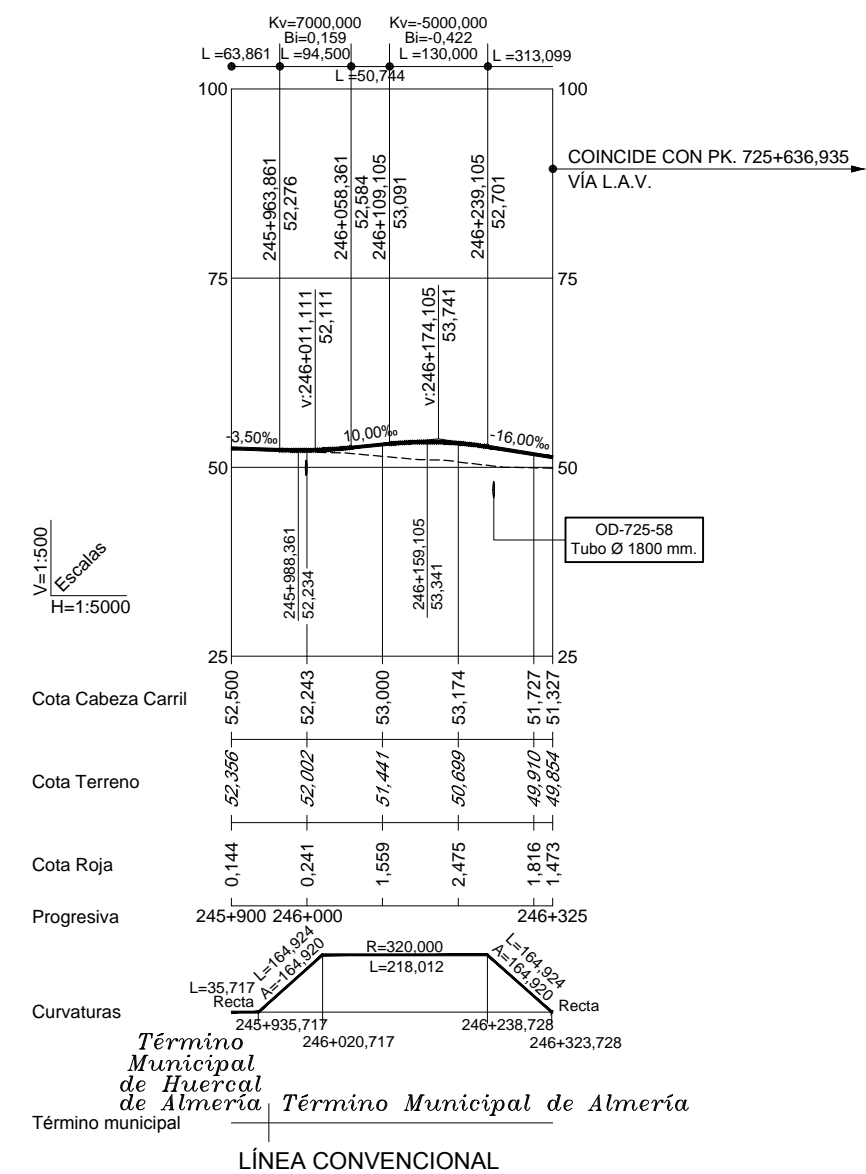 Kv=7000,000 Kv=-5000,000
Bi=0,159 Bi=-0,422
L =63,861 L =94,500 L =130,000 L =313,099
L =50,744
100 100
245+963,861
52,276
246+058,361
52,584
246+109,105
53,091
246+239,105
52,701
COINCIDE CON PK. 725+636,935
VÍA L.A.V.
75 75
v:246+011,111
52,111
v:246+174,105
53,741
-3,50‰ 10,00‰ -16,00‰
50 50
245+988,361
52,234
246+159,105
53,341
OD-725-58
Tubo Ø 1800 mm.
V=1:500
Escalas
H=1:5000
25 25
Cota Cabeza Carril 52,500 52,243 53,000 53,174 51,727 51,327
Cota Terreno 52,356 52,002 51,441 50,699 49,910 49,854
Cota Roja 0,144 0,241 1,559 2,475 1,816 1,473
Progresiva 245+900 246+000 246+325
Curvaturas
L=35,717
Recta
L=164,924
A=-164,920
R=320,000
L=218,012
L=164,924
A=164,920
Recta
245+935,717 246+238,728
246+020,717 246+323,728
Término
Municipal
de Huercal
de Almería Término Municipal de Almería
Término municipal
LÍNEA CONVENCIONAL